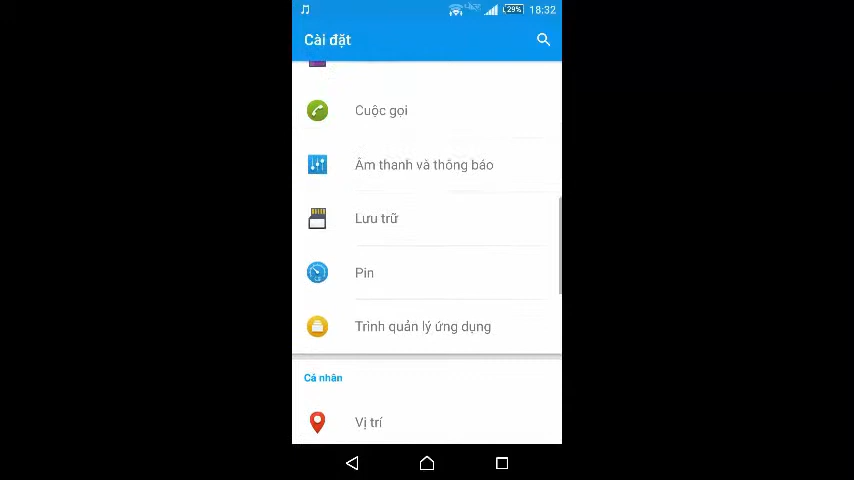 29% 18:32
Cài đặt
Cuộc gọi
Âm thanh và thông báo
Lưu trữ
Pin
Trình quản lý ứng dụng
Cá nhân
Vị trí